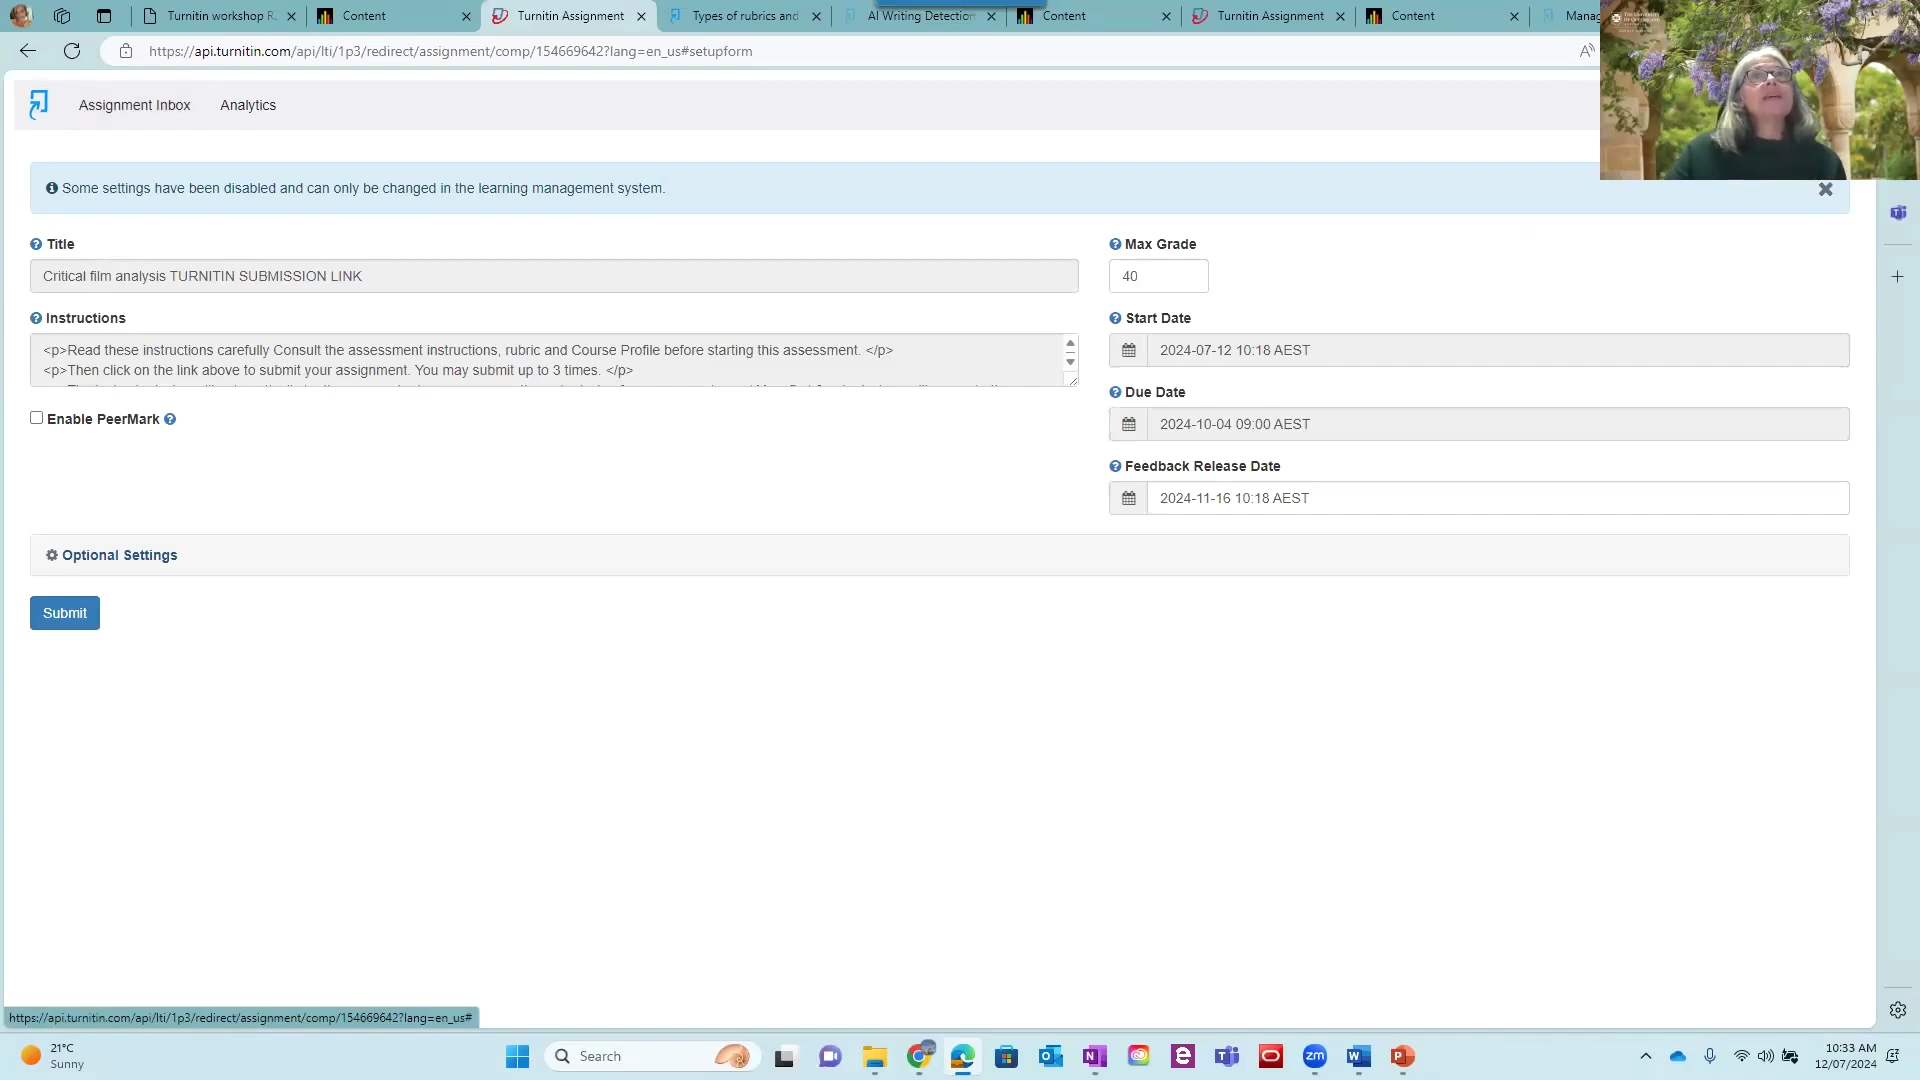 Turnitin workshop R
Content
Turnitin Assignment
Types of rubrics and
AI Writing Detection
Content
Turnitin Assignment
Content
Manag
https://api.turnitin.com/api/lti/1p3/redirect/assignment/comp/154669642?lang=en_us#setupform
Assignment Inbox
Analytics
Some settings have been disabled and can only be changed in the learning management system.
Title
Critical film analysis TURNITIN SUBMISSION LINK
Max Grade
40
Instructions
<p>Read these instructions carefully Consult the assessment instructions, rubric and Course Profile before starting this assessment. </p>
<p>Then click on the link above to submit your assignment. You may submit up to 3 times. </p>
Start Date
2024-07-12 10:18 AEST
Enable PeerMark
Due Date
2024-10-04 09:00 AEST
Feedback Release Date
2024-11-16 10:18 AEST
Optional Settings
Submit
https://api.turnitin.com/api/lti/1p3/redirect/assignment/comp/154669642?lang=en_us#
21°C
Sunny
Search
10:33 AM
12/07/2024